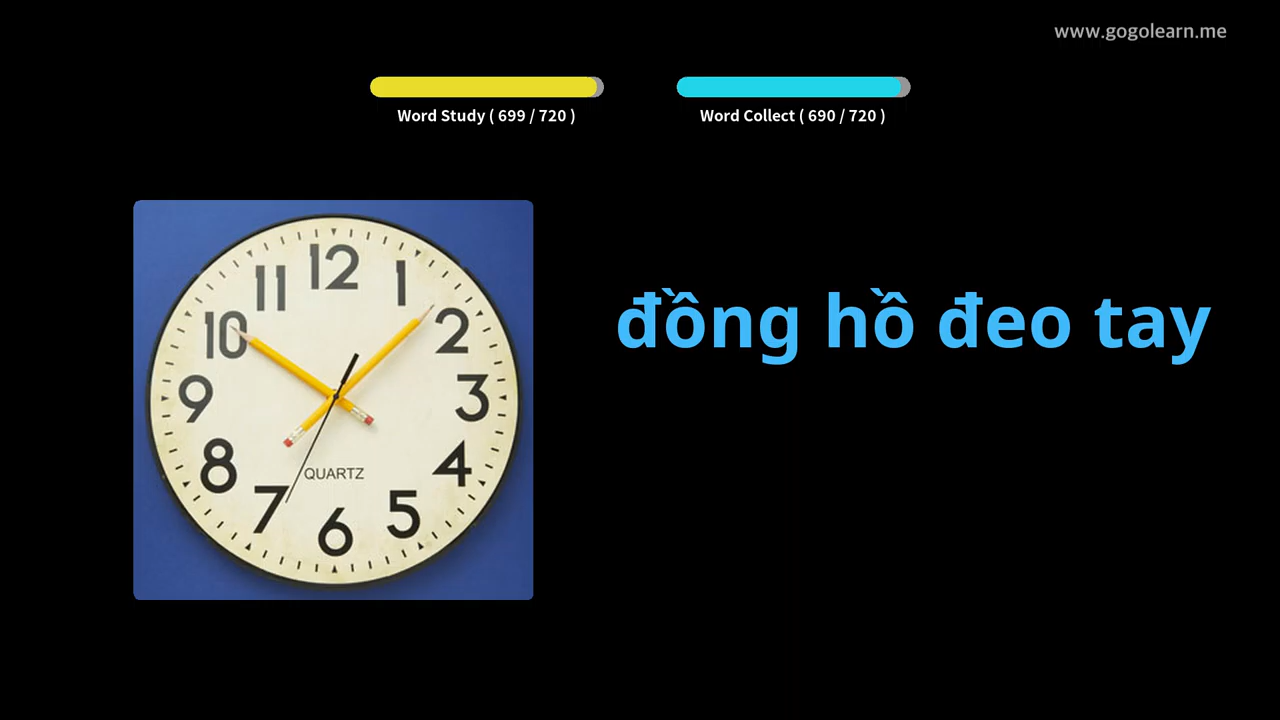 www.gogolearn.me
Word Study ( 699 / 720 )
Word Collect ( 690 / 720 )
đồng hồ đeo tay
12
11
1
10
2
9
3
8
4
QUARTZ
7
5
6